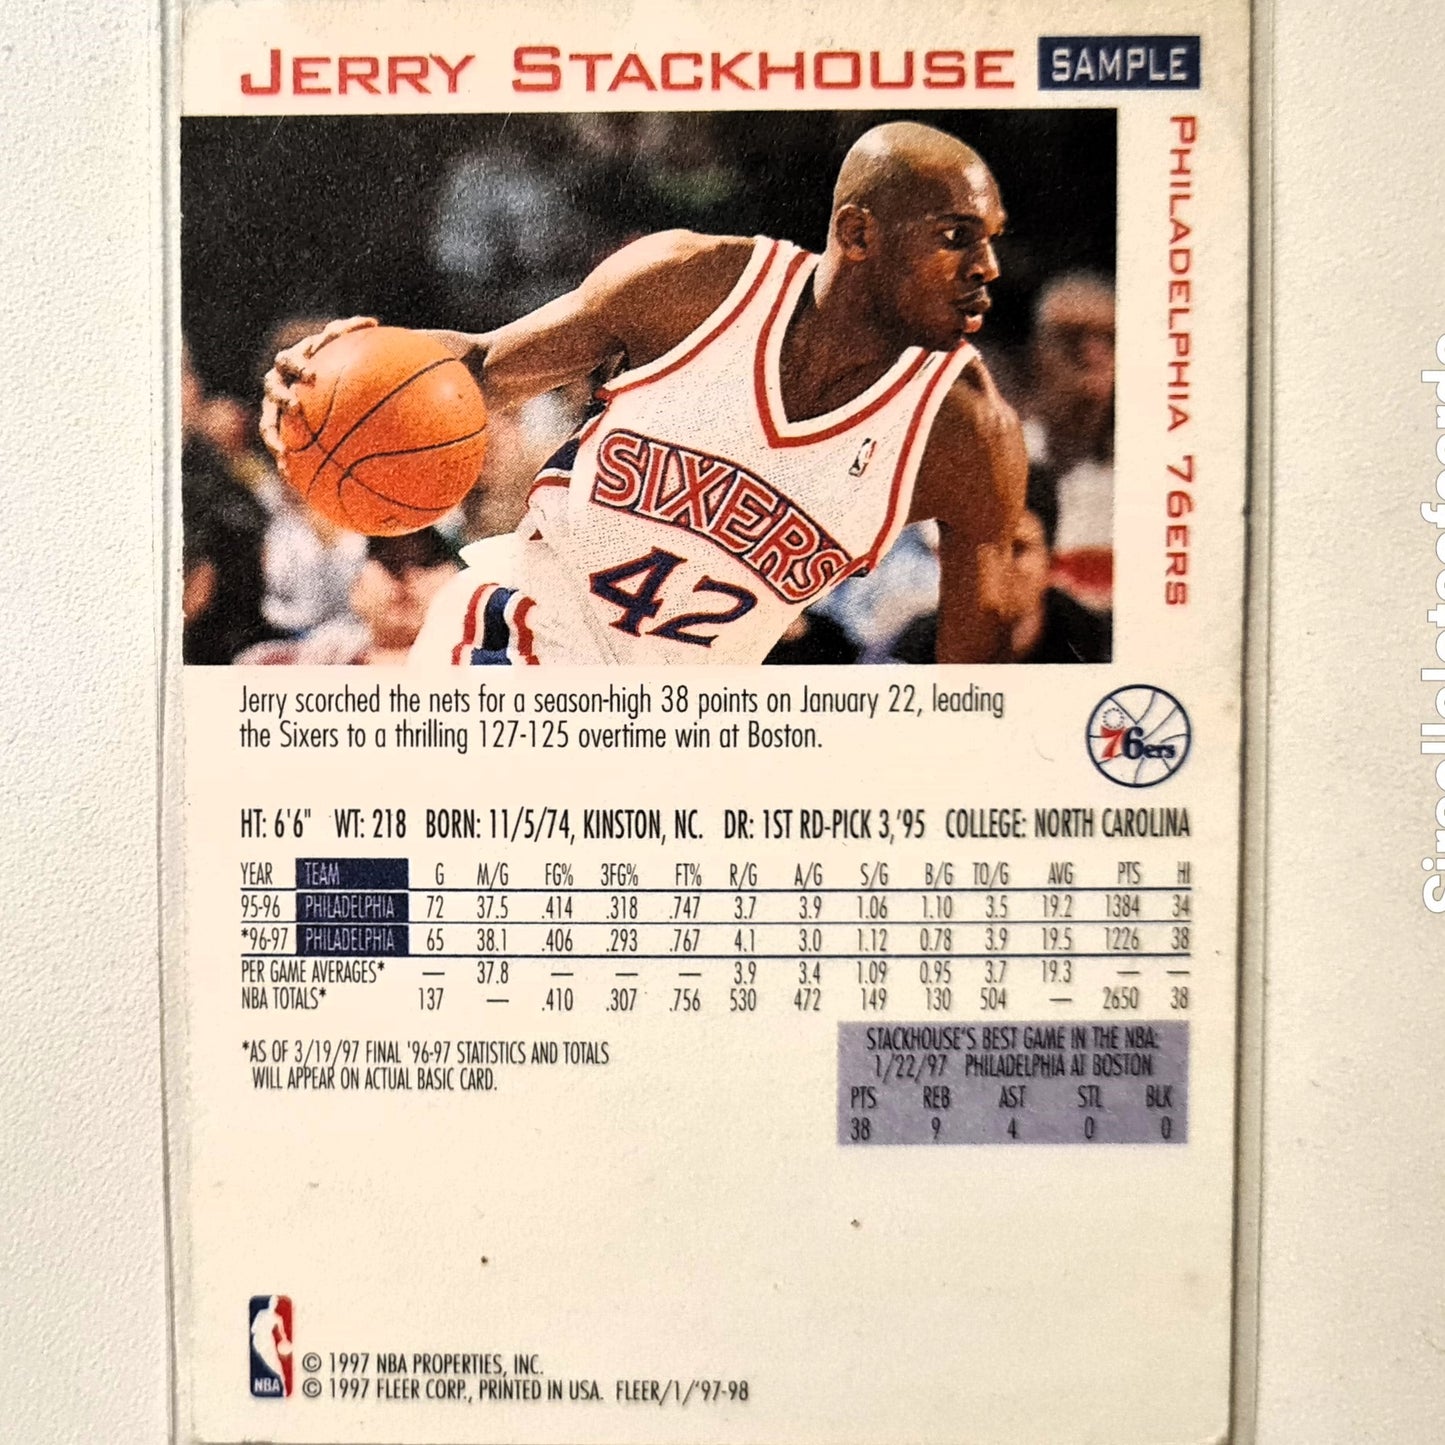 JERRY STACKHOUSE SAMPLE
PHILADELPHIA 76ERS
SIXERS
42
Jerry scorched the nets for a season-high 38 points on January 22, leading
the Sixers to a thrilling 127-125 overtime win at Boston.
76ers
HT: 6'6" WT: 218 BORN: 11/5/74, KINSTON, NC. DR: 1ST RD-PICK 3,'95 COLLEGE: NORTH CAROLINA
YEAR TEAM G M/G FG% 3FG% FT% R/G A/G S/G B/G TO/G AVG PTS HI
95-96 PHILADELPHIA 72 37.5 .414 .318 .747 3.7 3.9 1.06 1.10 3.5 19.2 1384 34
*96-97 PHILADELPHIA 65 38.1 .406 .293 .767 4.1 3.0 1.12 0.78 3.9 19.5 1226 38
PER GAME AVERAGES* — 37.8 — — — 3.9 3.4 1.09 0.95 3.7 19.3 — —
NBA TOTALS* 137 — .410 .307 .756 530 472 149 130 504 — 2650 38
*AS OF 3/19/97 FINAL '96-97 STATISTICS AND TOTALS
WILL APPEAR ON ACTUAL BASIC CARD.
STACKHOUSE'S BEST GAME IN THE NBA:
1/22/97 PHILADELPHIA AT BOSTON
PTS REB AST STL BLK
38 9 4 0 0
NBA
© 1997 NBA PROPERTIES, INC.
© 1997 FLEER CORP., PRINTED IN USA. FLEER/1/'97-98